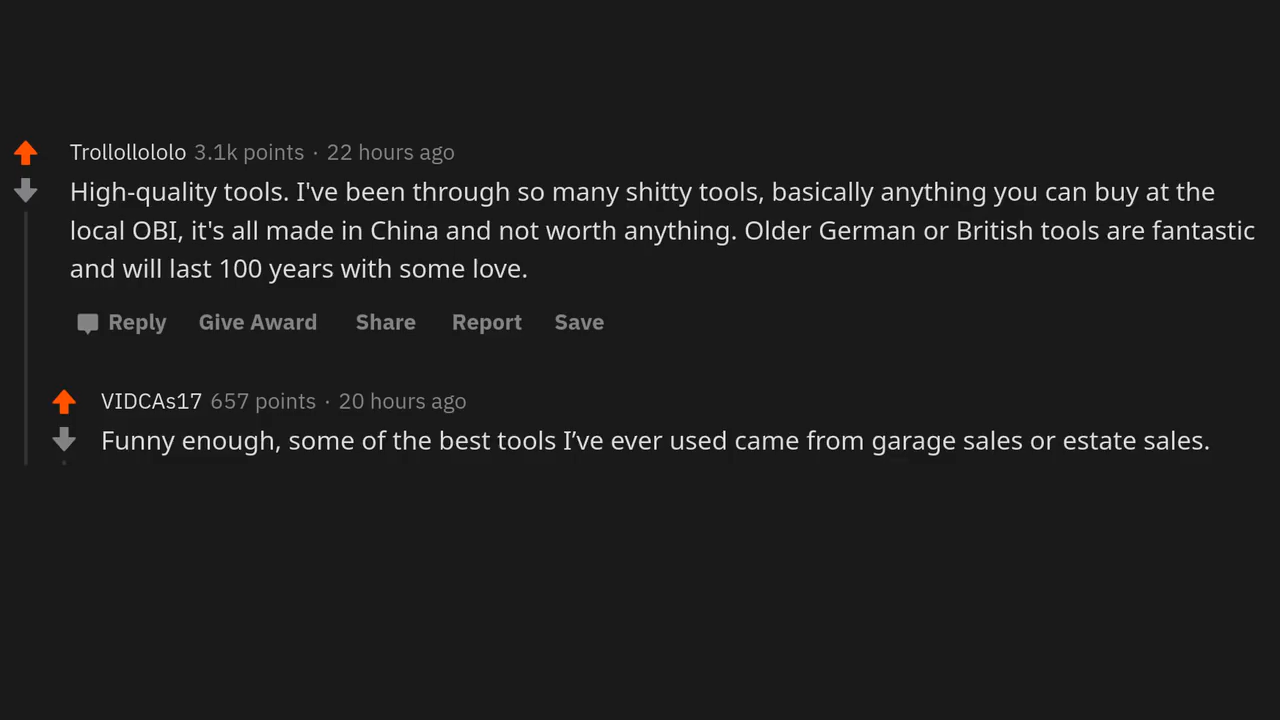 Trollollololo 3.1k points · 22 hours ago
High-quality tools. I've been through so many shitty tools, basically anything you can buy at the
local OBI, it's all made in China and not worth anything. Older German or British tools are fantastic
and will last 100 years with some love.
Reply Give Award Share Report Save
VIDCAs17 657 points · 20 hours ago
Funny enough, some of the best tools I’ve ever used came from garage sales or estate sales.